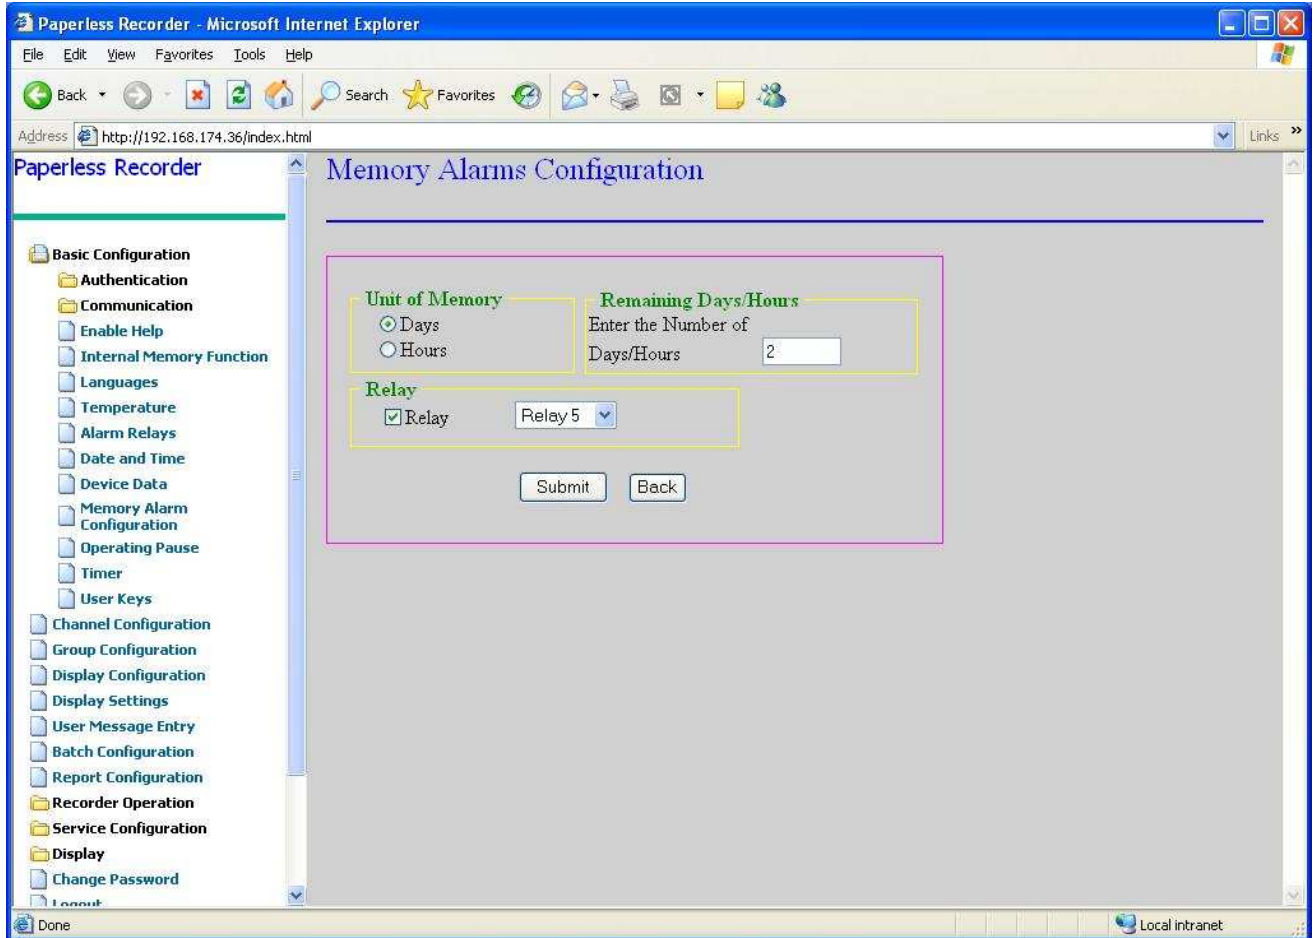 Paperless Recorder - Microsoft Internet Explorer
File Edit View Favorites Tools Help
Back Search Favorites
Address http://192.168.174.36/index.html Links »
Paperless Recorder
Basic Configuration
Authentication
Communication
Enable Help
Internal Memory Function
Languages
Temperature
Alarm Relays
Date and Time
Device Data
Memory Alarm
Configuration
Operating Pause
Timer
User Keys
Channel Configuration
Group Configuration
Display Configuration
Display Settings
User Message Entry
Batch Configuration
Report Configuration
Recorder Operation
Service Configuration
Display
Change Password
Logout
Memory Alarms Configuration
Unit of Memory
Days
Hours
Remaining Days/Hours
Enter the Number of
Days/Hours 2
Relay
Relay Relay 5
Submit Back
Done Local intranet